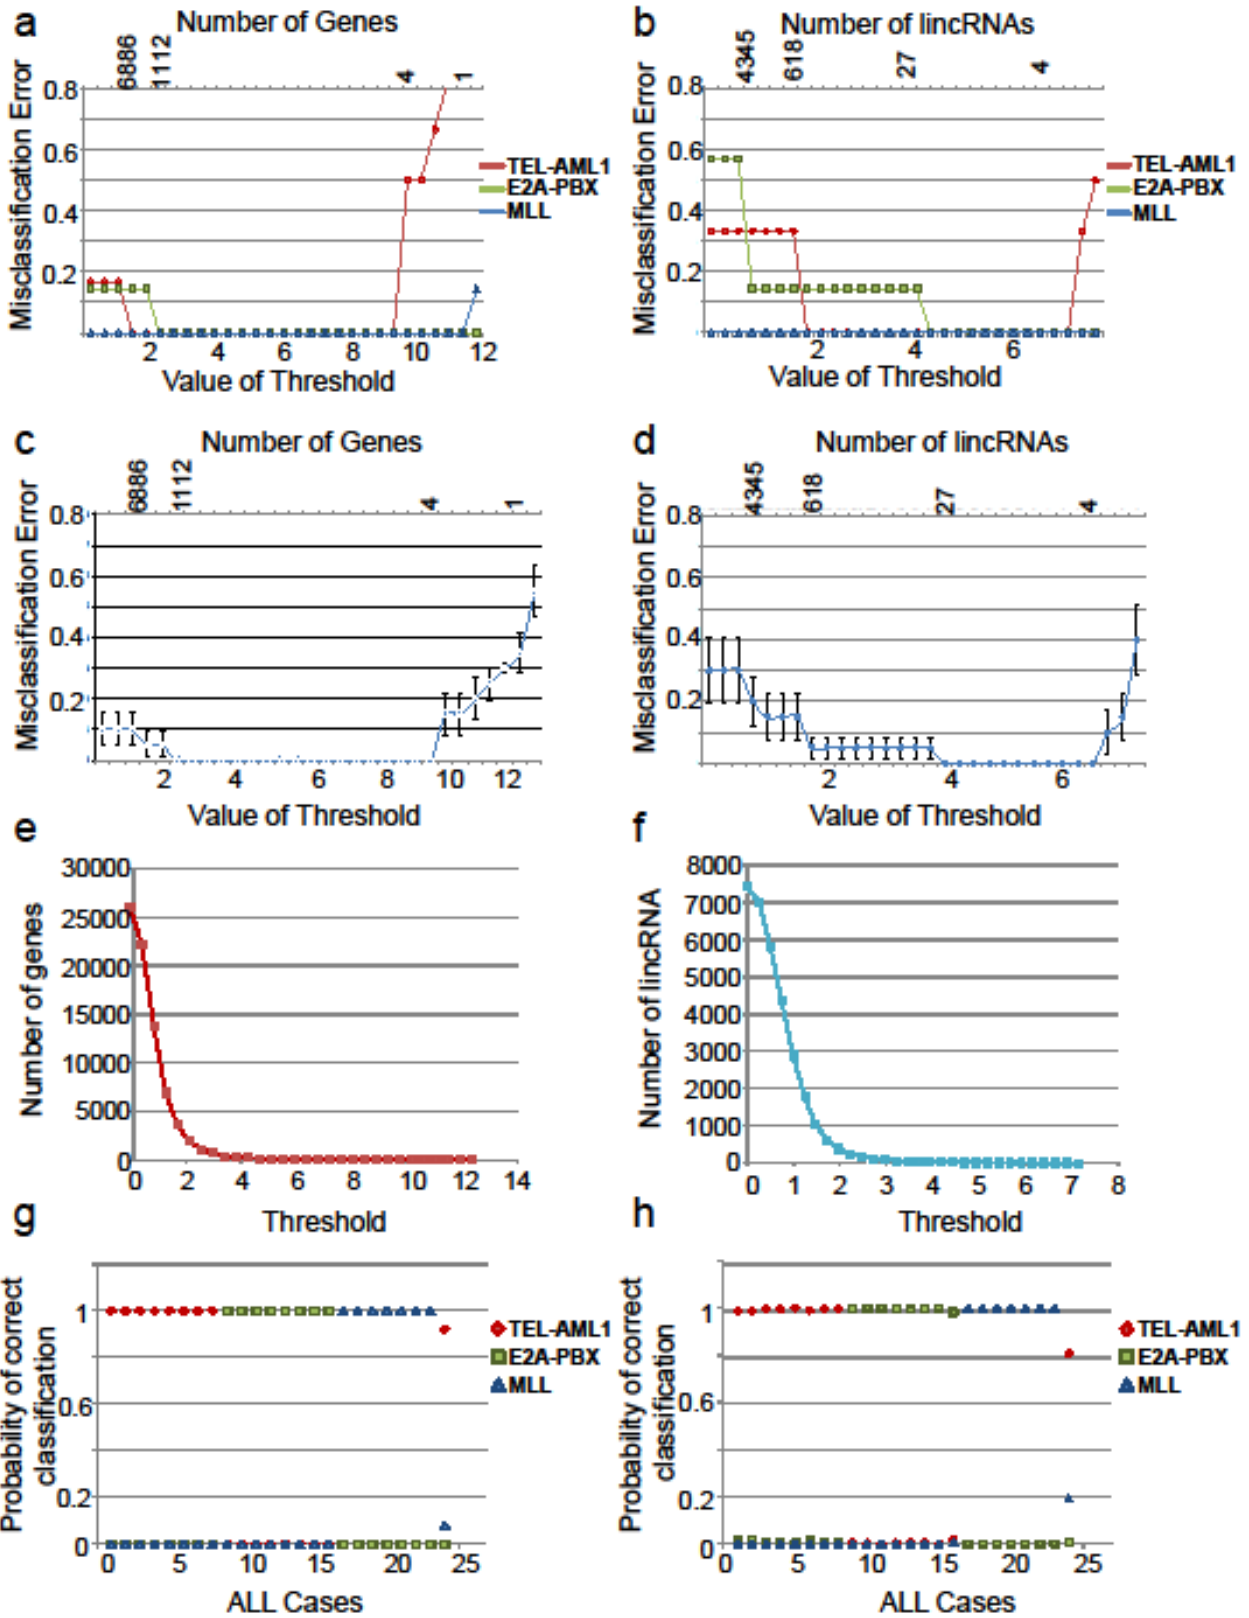 a
Number of Genes
6886
1112
4
1
0.8
0.6
0.4
0.2
Misclassification Error
2
4
6
8
10
12
Value of Threshold
TEL-AML1
E2A-PBX
MLL
b
Number of lincRNAs
4345
618
27
4
0.8
0.6
0.4
0.2
Misclassification Error
2
4
6
Value of Threshold
TEL-AML1
E2A-PBX
MLL
c
Number of Genes
6886
1112
4
1
0.8
0.6
0.4
0.2
Misclassification Error
2
4
6
8
10
12
Value of Threshold
d
Number of lincRNAs
4345
618
27
4
0.8
0.6
0.4
0.2
Misclassification Error
2
4
6
Value of Threshold
e
30000
25000
20000
15000
10000
5000
0
Number of genes
0
2
4
6
8
10
12
14
Threshold
f
8000
7000
6000
5000
4000
3000
2000
1000
0
Number of lincRNA
0
1
2
3
4
5
6
7
8
Threshold
g
1
0.6
0.2
0
Probability of correct
classification
0
5
10
15
20
25
ALL Cases
TEL-AML1
E2A-PBX
MLL
h
1
0.6
0.2
0
Probability of correct
classification
0
5
10
15
20
25
ALL Cases
TEL-AML1
E2A-PBX
MLL